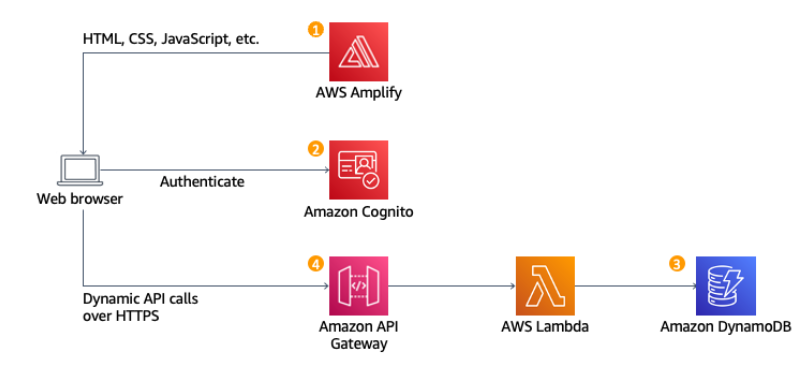 HTML, CSS, JavaScript, etc.
1
AWS Amplify
2
Web browser
Authenticate
Amazon Cognito
4
3
Dynamic API calls
over HTTPS
Amazon API
Gateway
</>
AWS Lambda
Amazon DynamoDB